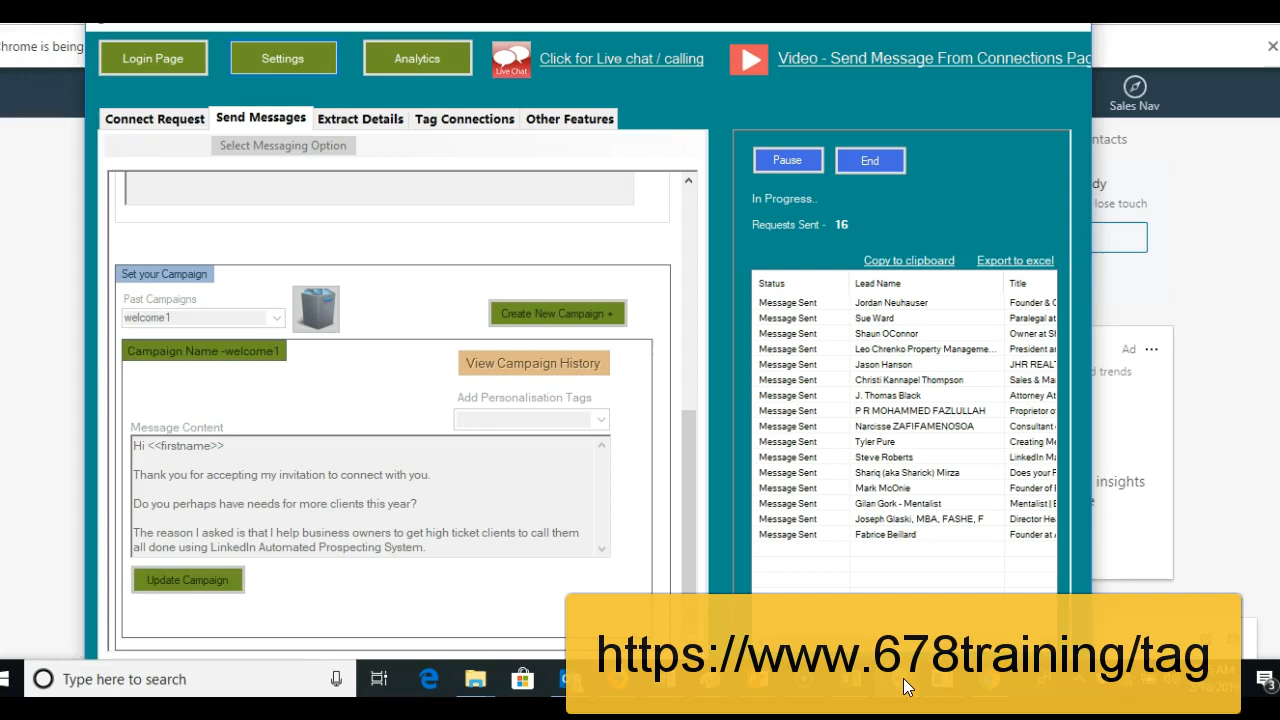 Chrome is being
Login Page
Settings
Analytics
Live Chat
Click for Live chat / calling
Video - Send Message From Connections Pag
Sales Nav
Connect Request
Send Messages
Extract Details
Tag Connections
Other Features
Select Messaging Option
Pause
End
In Progress..
Requests Sent - 16
Copy to clipboard
Export to excel
Set your Campaign
Past Campaigns
welcome1
Create New Campaign +
Campaign Name -welcome1
View Campaign History
Add Personalisation Tags
Message Content
Hi <<firstname>>
Thank you for accepting my invitation to connect with you.
Do you perhaps have needs for more clients this year?
The reason I asked is that I help business owners to get high ticket clients to call them
all done using LinkedIn Automated Prospecting System.
Update Campaign
Status Lead Name Title
Message Sent Jordan Neuhauser Founder & C
Message Sent Sue Ward Paralegal at
Message Sent Shaun OConnor Owner at Sh
Message Sent Leo Chrenko Property Manageme... President an
Message Sent Jason Hanson JHR REALT
Message Sent Christi Kannapel Thompson Sales & Ma
Message Sent J. Thomas Black Attorney At
Message Sent P R MOHAMMED FAZLULLAH Proprietor o
Message Sent Narcisse ZAFIFAMENOSOA Consultant
Message Sent Tyler Pure Creating Me
Message Sent Steve Roberts LinkedIn Ma
Message Sent Shariq (aka Sharick) Mirza Does your F
Message Sent Mark McOnie Founder of E
Message Sent Gilan Gork - Mentalist Mentalist | E
Message Sent Joseph Glaski, MBA, FASHE, F Director He
Message Sent Fabrice Beillard Founder at
ntacts
dy
lose touch
Ad
d trends
insights
https://www.678training/tag
Type here to search
3